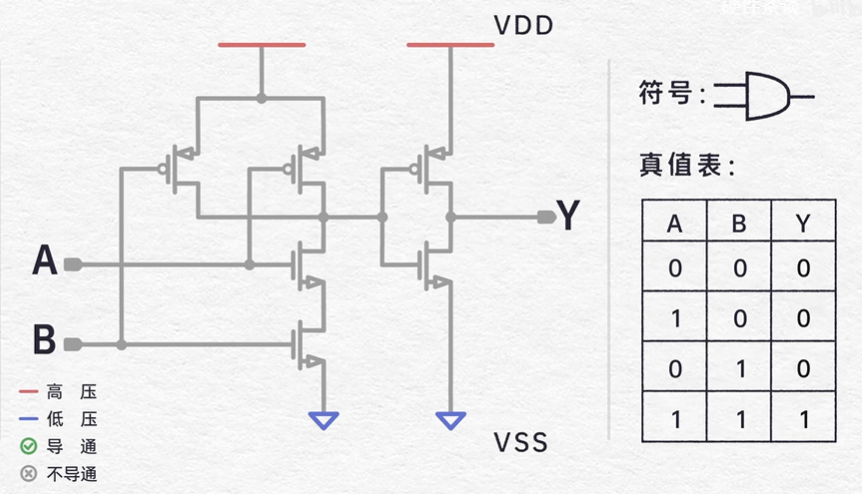 VDD
符号:
真值表:
A B Y
0 0 0
1 0 0
0 1 0
1 1 1
Y
A
B
高 压
低 压
导 通
不导通
VSS